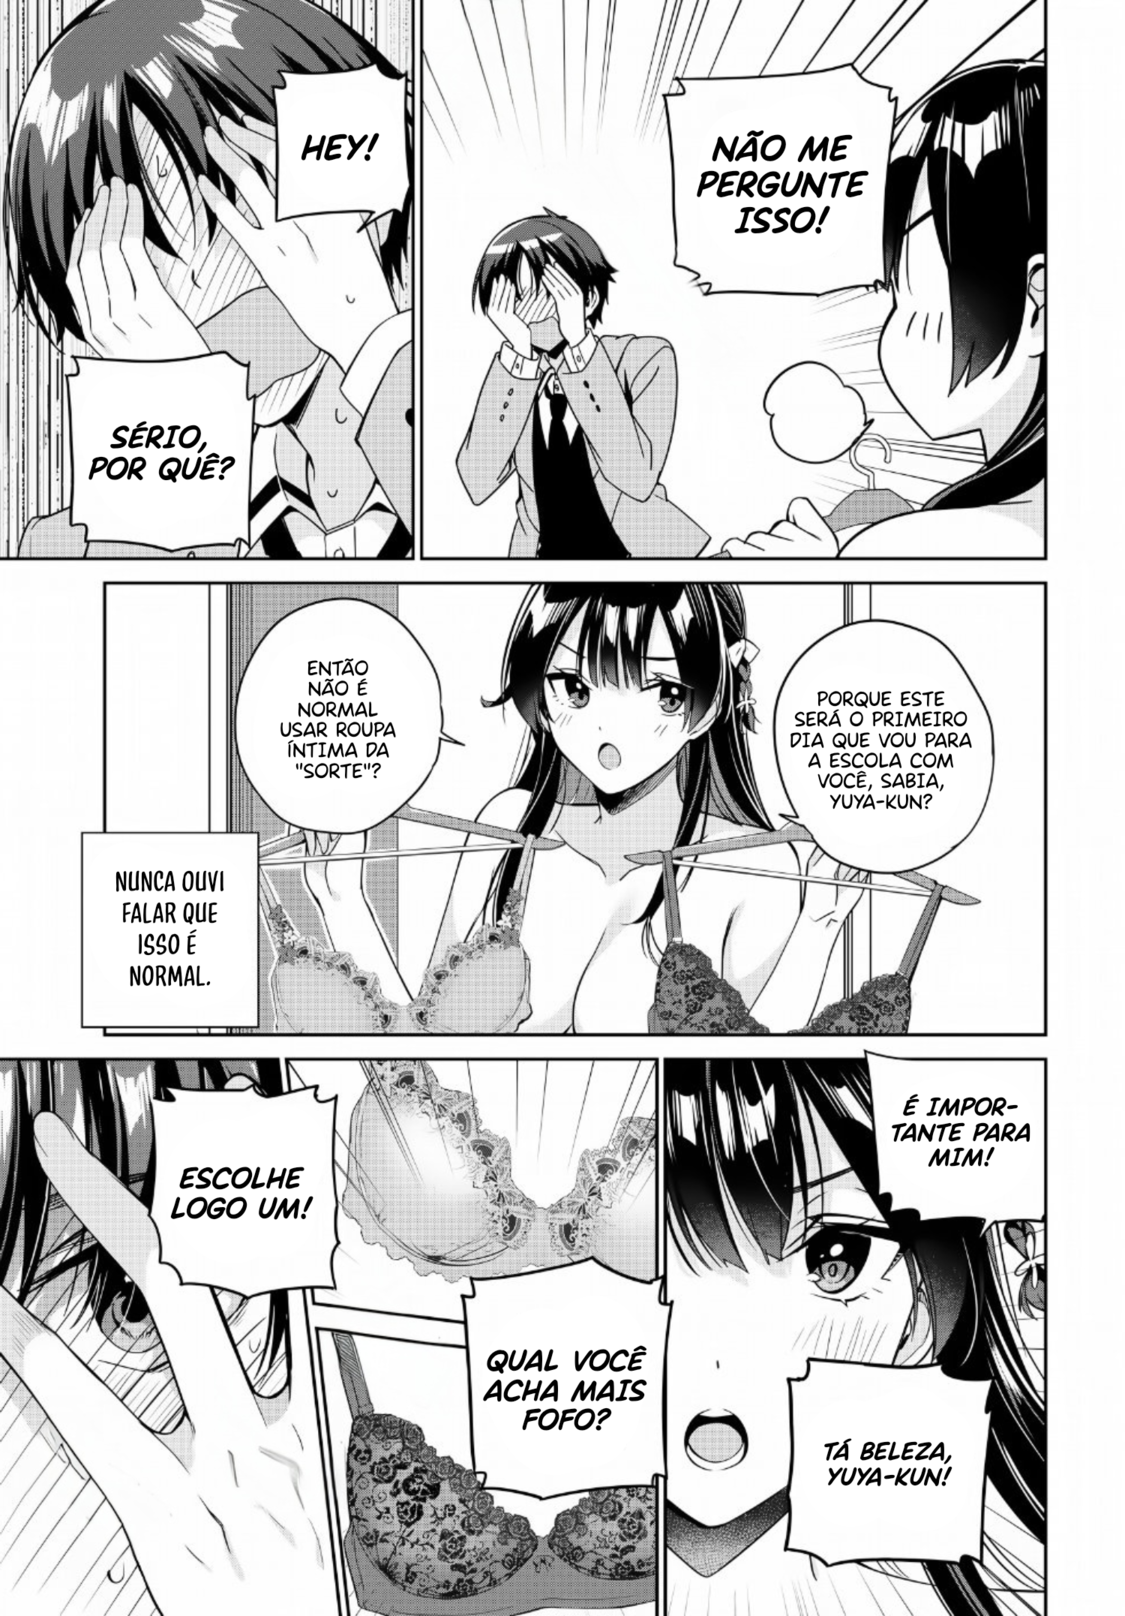 NÃO ME
PERGUNTE
ISSO!
HEY!
SÉRIO,
POR QUÊ?
PORQUE ESTE
SERÁ O PRIMEIRO
DIA QUE VOU PARA
A ESCOLA COM
VOCÊ, SABIA,
YUYA-KUN?
ENTÃO
NÃO É
NORMAL
USAR ROUPA
ÍNTIMA DA
"SORTE"?
NUNCA OUVI
FALAR QUE
ISSO É
NORMAL.
É IMPOR-
TANTE PARA
MIM!
TÁ BELEZA,
YUYA-KUN!
QUAL VOCÊ
ACHA MAIS
FOFO?
ESCOLHE
LOGO UM!